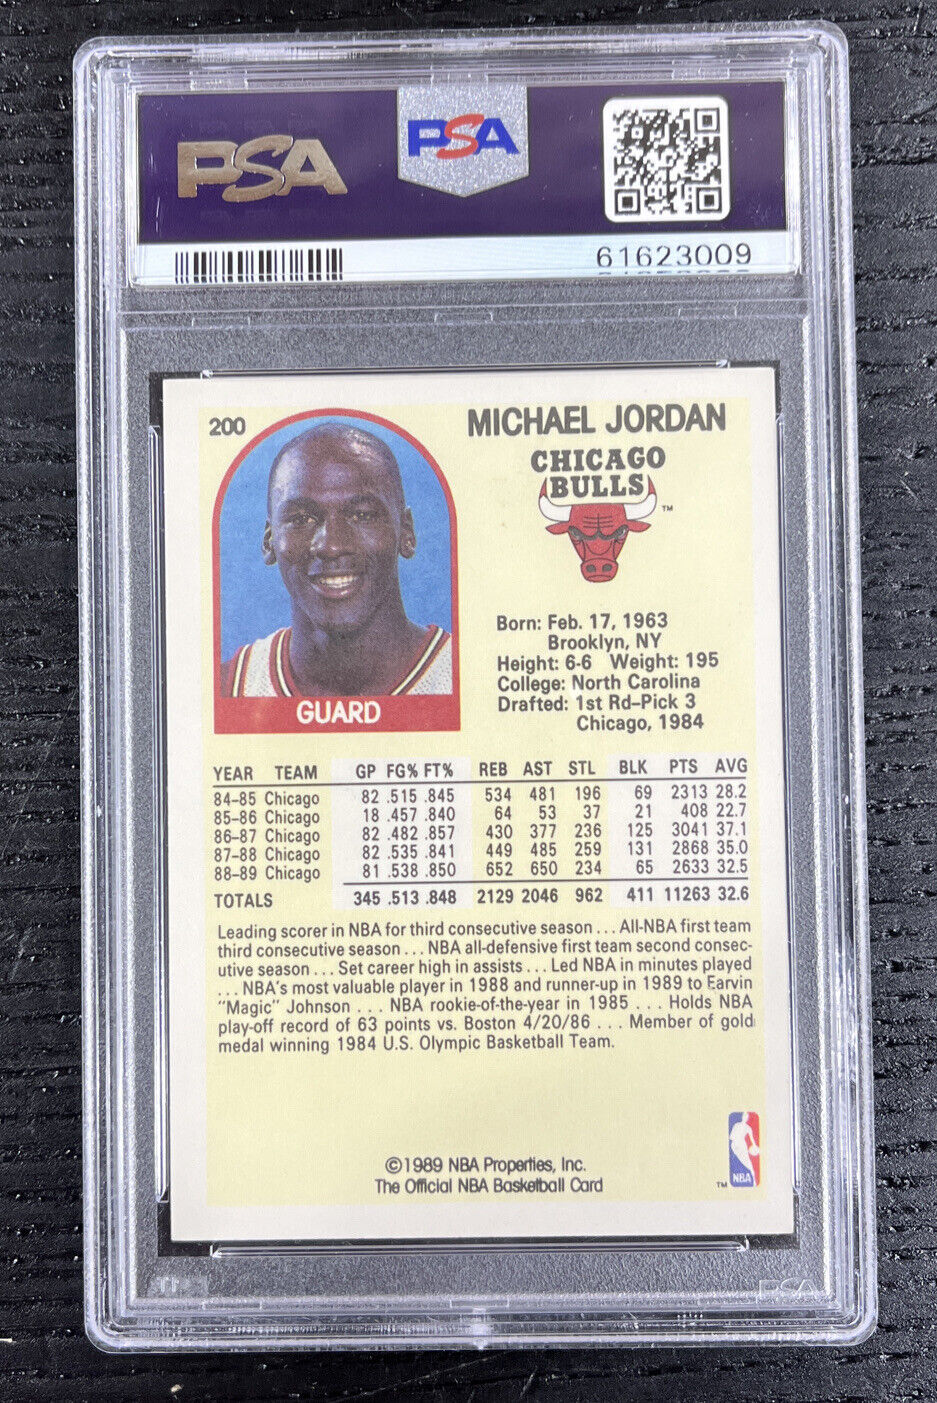 PSA PSA
61623009
200 MICHAEL JORDAN
CHICAGO
BULLS
TM
Born: Feb. 17, 1963
Brooklyn, NY
Height: 6-6 Weight: 195
College: North Carolina
Drafted: 1st Rd–Pick 3
Chicago, 1984
GUARD
YEAR TEAM GP FG% FT% REB AST STL BLK PTS AVG
84–85 Chicago 82 .515 .845 534 481 196 69 2313 28.2
85–86 Chicago 18 .457 .840 64 53 37 21 408 22.7
86–87 Chicago 82 .482 .857 430 377 236 125 3041 37.1
87–88 Chicago 82 .535 .841 449 485 259 131 2868 35.0
88–89 Chicago 81 .538 .850 652 650 234 65 2633 32.5
TOTALS 345 .513 .848 2129 2046 962 411 11263 32.6
Leading scorer in NBA for third consecutive season . . . All-NBA first team
third consecutive season . . . NBA all-defensive first team second consec-
utive season . . . Set career high in assists . . . Led NBA in minutes played
. . . NBA's most valuable player in 1988 and runner-up in 1989 to Earvin
"Magic" Johnson . . . NBA rookie-of-the-year in 1985 . . . Holds NBA
play-off record of 63 points vs. Boston 4/20/86 . . . Member of gold
medal winning 1984 U.S. Olympic Basketball Team.
©1989 NBA Properties, Inc.
The Official NBA Basketball Card
TM NBA
PSA